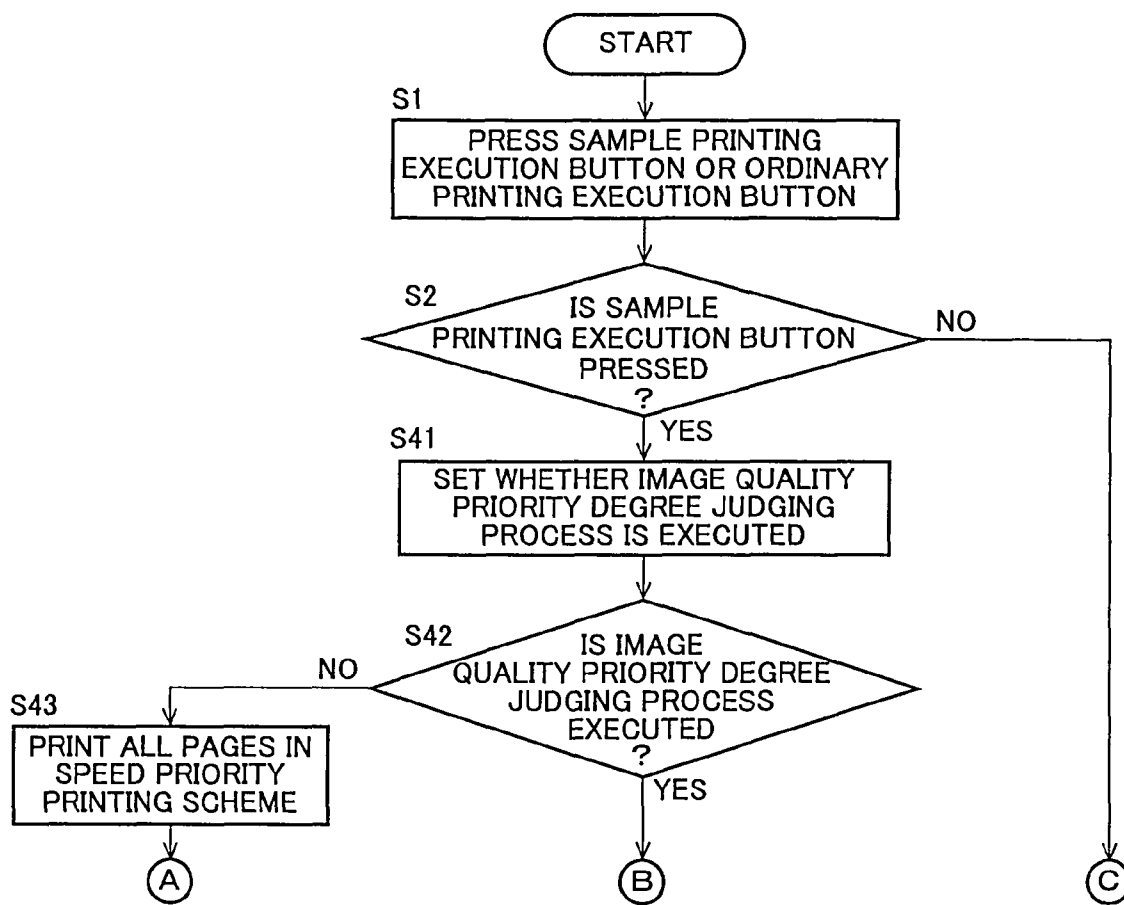 START
S1
PRESS SAMPLE PRINTING
EXECUTION BUTTON OR ORDINARY
PRINTING EXECUTION BUTTON
S2
IS SAMPLE
PRINTING EXECUTION BUTTON
PRESSED
?
NO
YES
S41
SET WHETHER IMAGE QUALITY
PRIORITY DEGREE JUDGING
PROCESS IS EXECUTED
S42
IS IMAGE
QUALITY PRIORITY DEGREE
JUDGING PROCESS
EXECUTED
?
NO
YES
S43
PRINT ALL PAGES IN
SPEED PRIORITY
PRINTING SCHEME
A
B
C